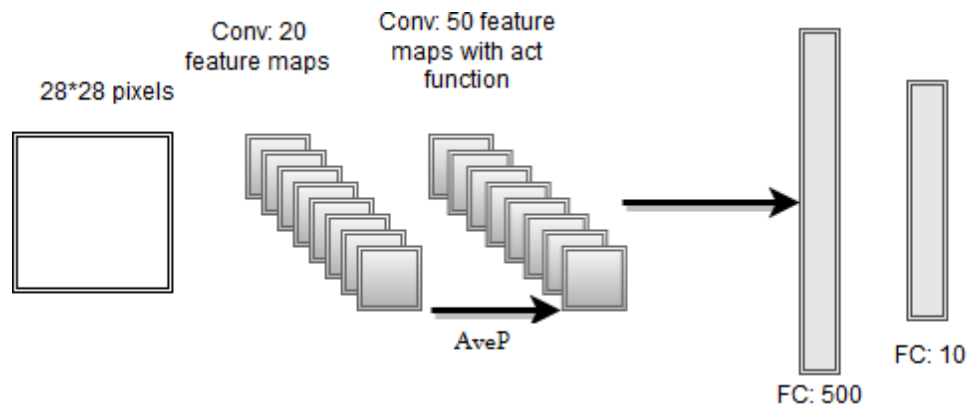 28*28 pixels
Conv: 20
feature maps
Conv: 50 feature
maps with act
function
AveP
FC: 500
FC: 10